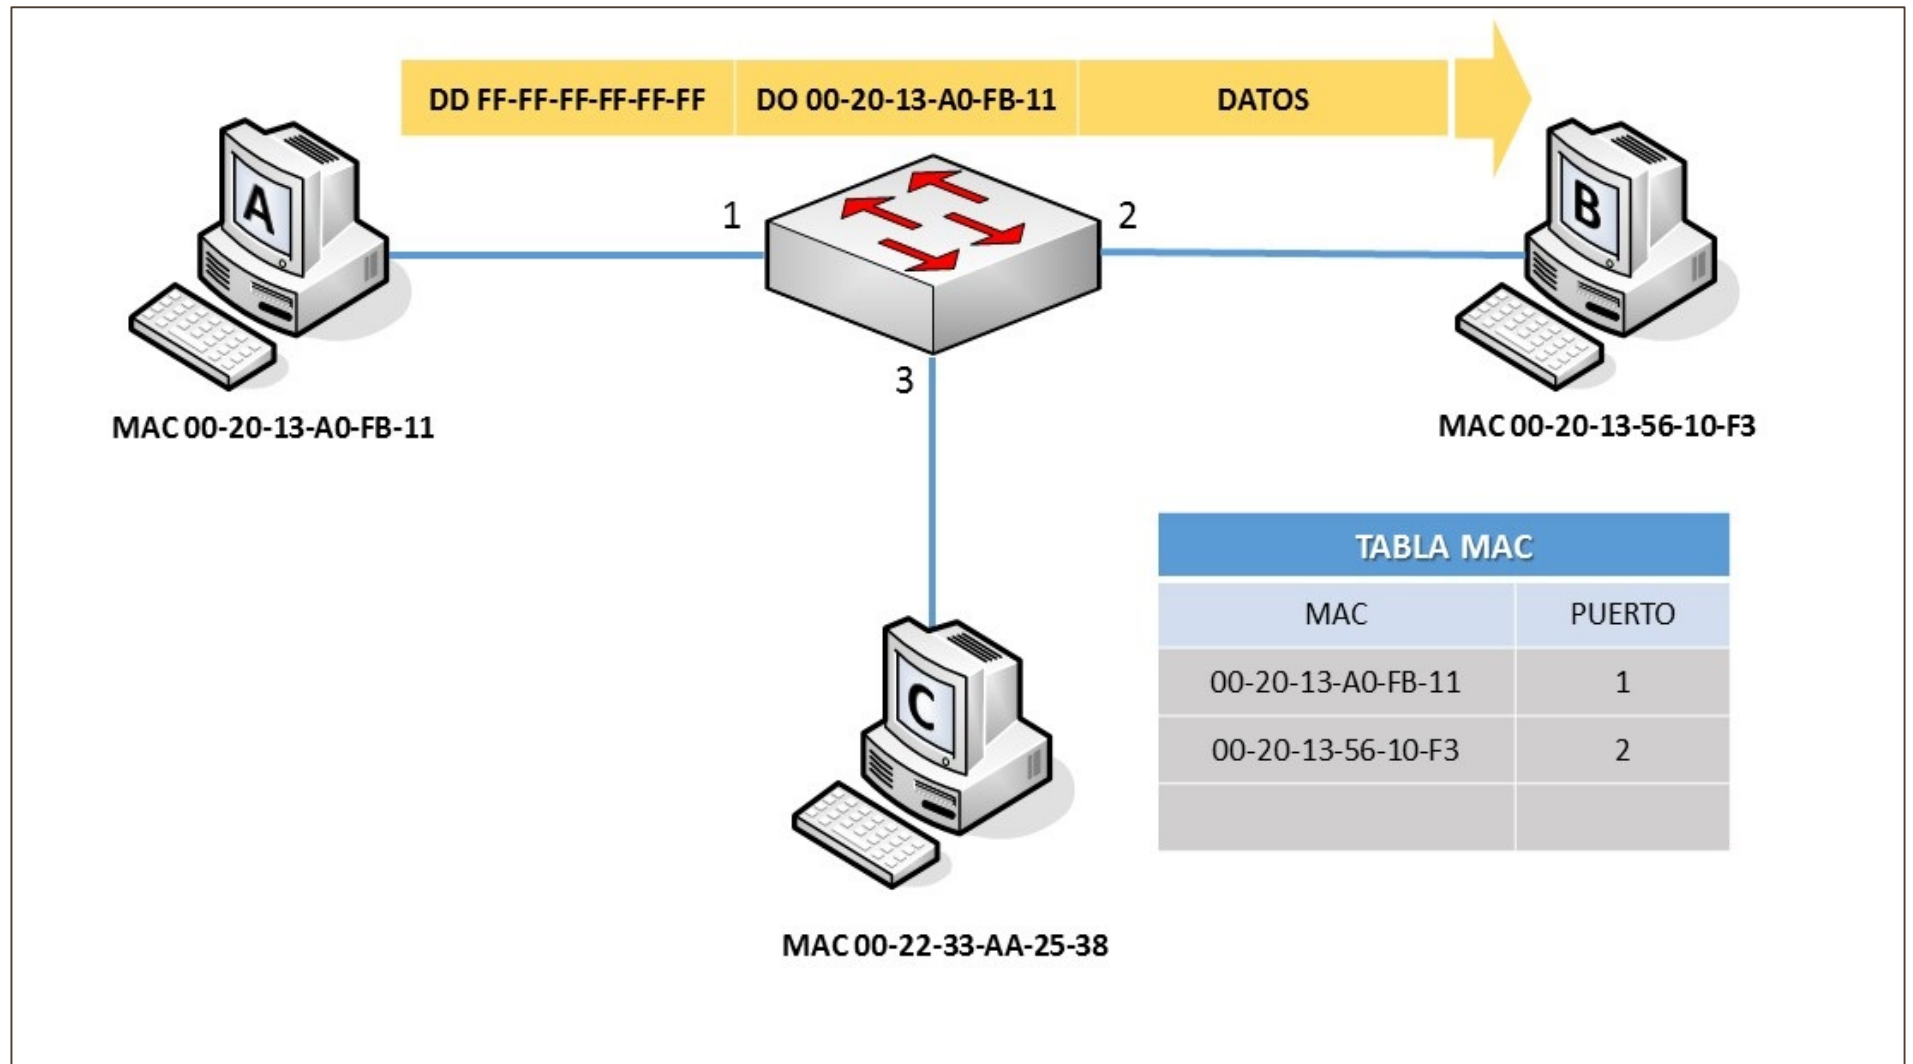 DD FF-FF-FF-FF-FF-FF DO 00-20-13-A0-FB-11 DATOS
A
B
1
2
3
MAC 00-20-13-A0-FB-11
MAC 00-20-13-56-10-F3
TABLA MAC
MAC PUERTO
00-20-13-A0-FB-11 1
00-20-13-56-10-F3 2
C
MAC 00-22-33-AA-25-38